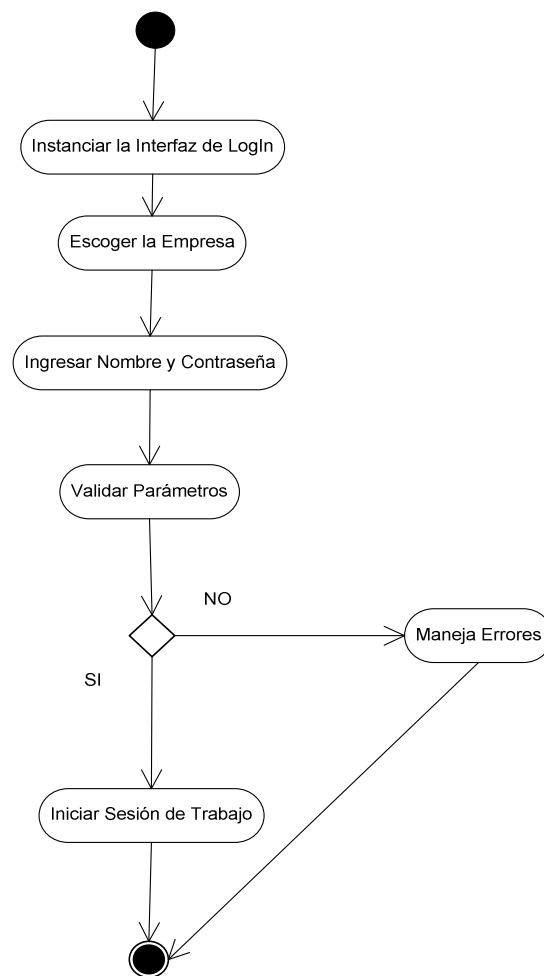 Instanciar la Interfaz de LogIn
Escoger la Empresa
Ingresar Nombre y Contraseña
Validar Parámetros
NO
Maneja Errores
SI
Iniciar Sesión de Trabajo